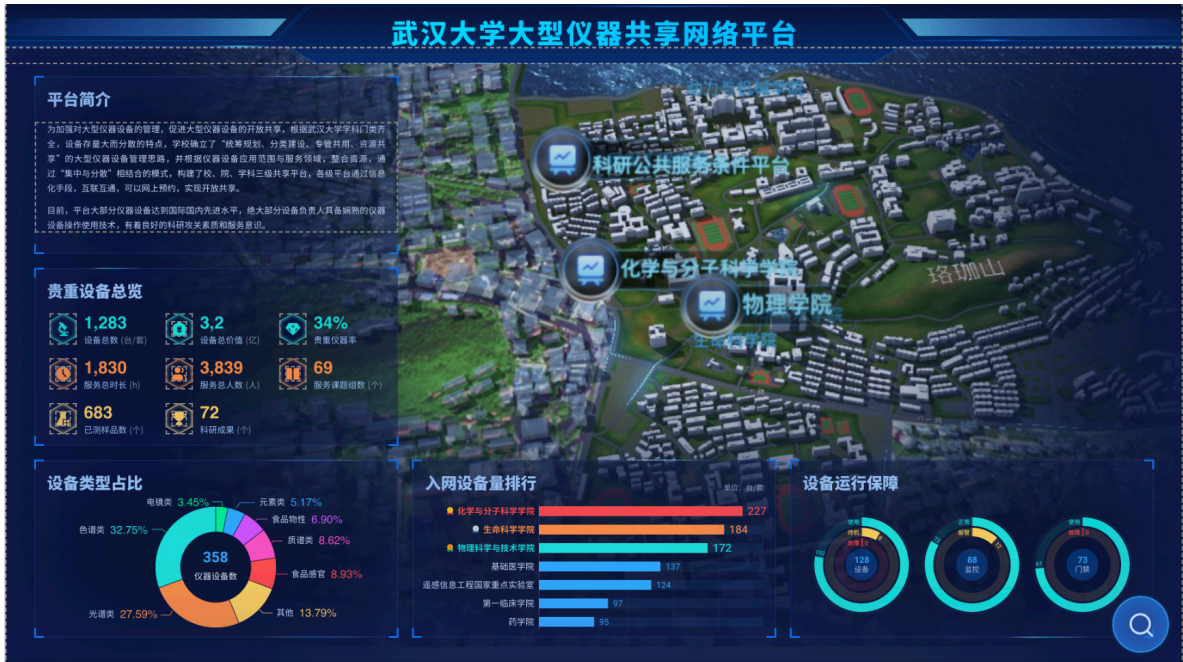 武汉大学大型仪器共享网络平台
平台简介
为加强对大型仪器设备的管理，促进大型仪器设备的开放共享，根据武汉大学学科门类齐
全，设备存量大而分散的特点，学校确立了“统筹规划、分类建设、专管共用、资源共
享”的大型仪器设备管理思路，并根据仪器设备应用范围与服务领域，整合资源，通
过“集中与分散”相结合的模式，构建了校、院、学科三级共享平台，各级平台通过信息
化手段，互联互通，可以网上预约，实现开放共享。
目前，平台大部分仪器设备达到国际国内先进水平，绝大部分设备负责人具备娴熟的仪器
设备操作使用技术，有着良好的科研攻关素质和服务意识。
科研公共服务条件平台
化学与分子科学学院
物理学院
生命科学学院
珞珈山
贵重设备总览
1,283
设备总数 (台/套)
3,2
设备总价值 (亿)
34%
贵重仪器率
1,830
服务总时长 (h)
3,839
服务总人数 (人)
69
服务课题组数 (个)
683
已测样品数 (个)
72
科研成果 (个)
设备类型占比
电镜类 3.45%
元素类 5.17%
食品物性 6.90%
色谱类 32.75%
质谱类 8.62%
食品感官 8.93%
光谱类 27.59%
其他 13.79%
358
仪器设备数
入网设备量排行
单位：台/套
化学与分子科学学院 227
生命科学学院 184
物理科学与技术学院 172
基础医学院 137
遥感信息工程国家重点实验室 124
第一临床学院 97
药学院 95
设备运行保障
使用
待机
故障 0
102
128
设备
正常
报警
12
88
监控
使用
故障 0
73
门禁